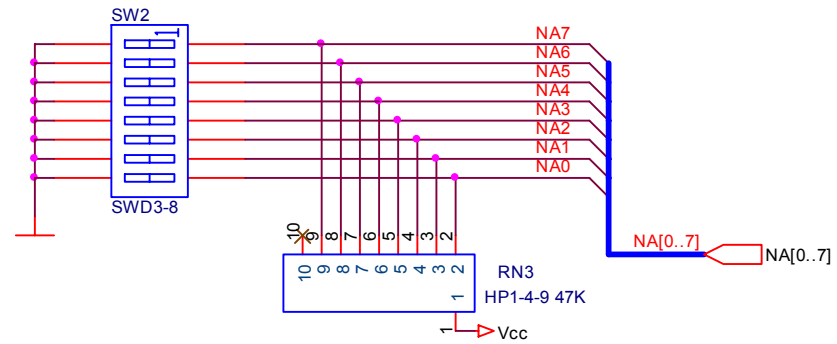 SW2
1
NA7
NA6
NA5
NA4
NA3
NA2
NA1
NA0
SWD3-8
NA[0..7]
NA[0..7]
10 9 8 7 6 5 4 3 2
10 9 8 7 6 5 4 3 2
RN3
1
HP1-4-9 47K
1
Vcc